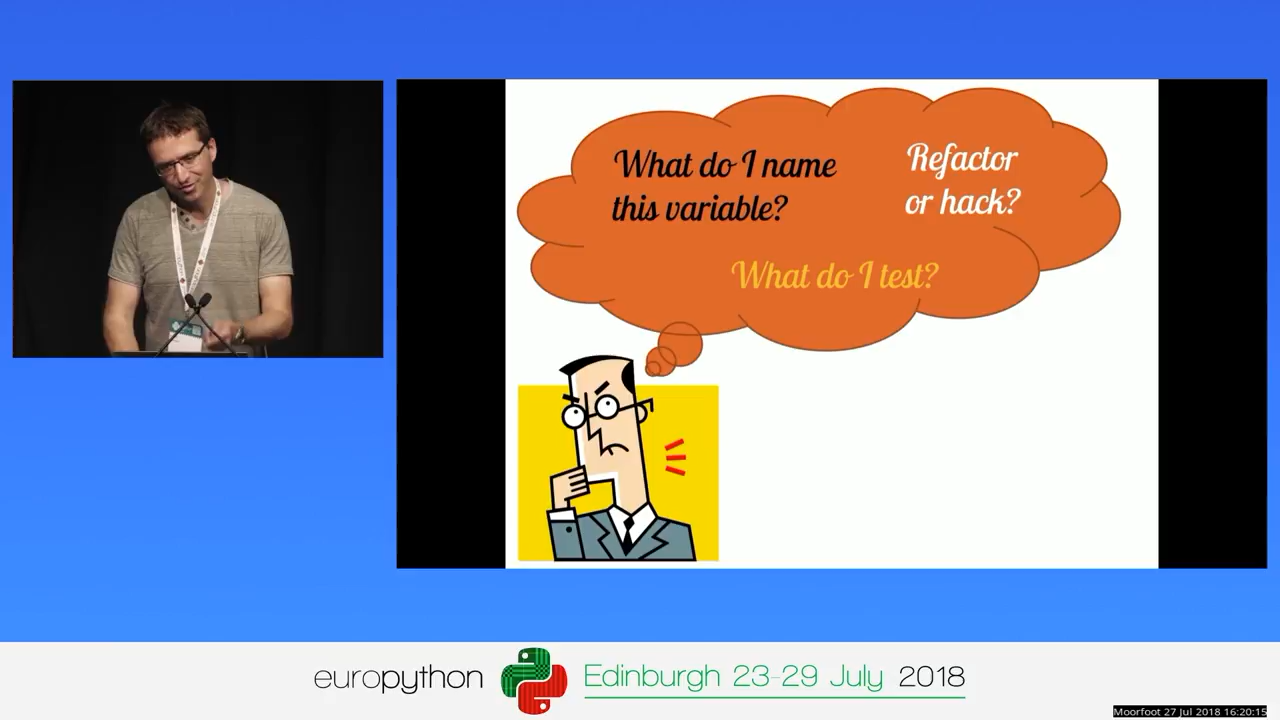 What do I name
this variable?
Refactor
or hack?
What do I test?
europython
Edinburgh 23-29 July 2018
Moorfoot 27 Jul 2018 16:20:15